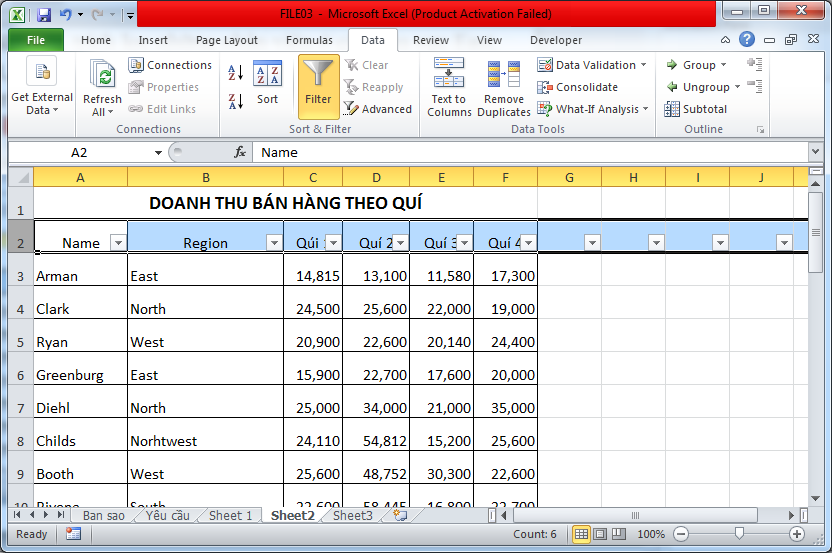 FILE03 - Microsoft Excel (Product Activation Failed)
File Home Insert Page Layout Formulas Data Review View Developer
Get External Data
Refresh All
Connections
Properties
Edit Links
Connections
Sort
Filter
Clear
Reapply
Advanced
Sort & Filter
Text to Columns
Remove Duplicates
Data Validation
Consolidate
What-If Analysis
Data Tools
Group
Ungroup
Subtotal
Outline
A2 fx Name
A B C D E F G H I J
1 DOANH THU BÁN HÀNG THEO QUÍ
2 Name Region Qúi 1 Quí 2 Quí 3 Quí 4
3 Arman East 14,815 13,100 11,580 17,300
4 Clark North 24,500 25,600 22,000 19,000
5 Ryan West 20,900 22,600 20,140 24,400
6 Greenburg East 15,900 22,700 17,600 20,000
7 Diehl North 25,000 34,000 21,000 35,000
8 Childs Norhtwest 24,110 54,812 15,200 25,600
9 Booth West 25,600 48,752 30,300 22,600
10 South 22,600 58,445 16,800 22,700
Ban sao Yêu cầu Sheet 1 Sheet2 Sheet3
Ready Count: 6 100%